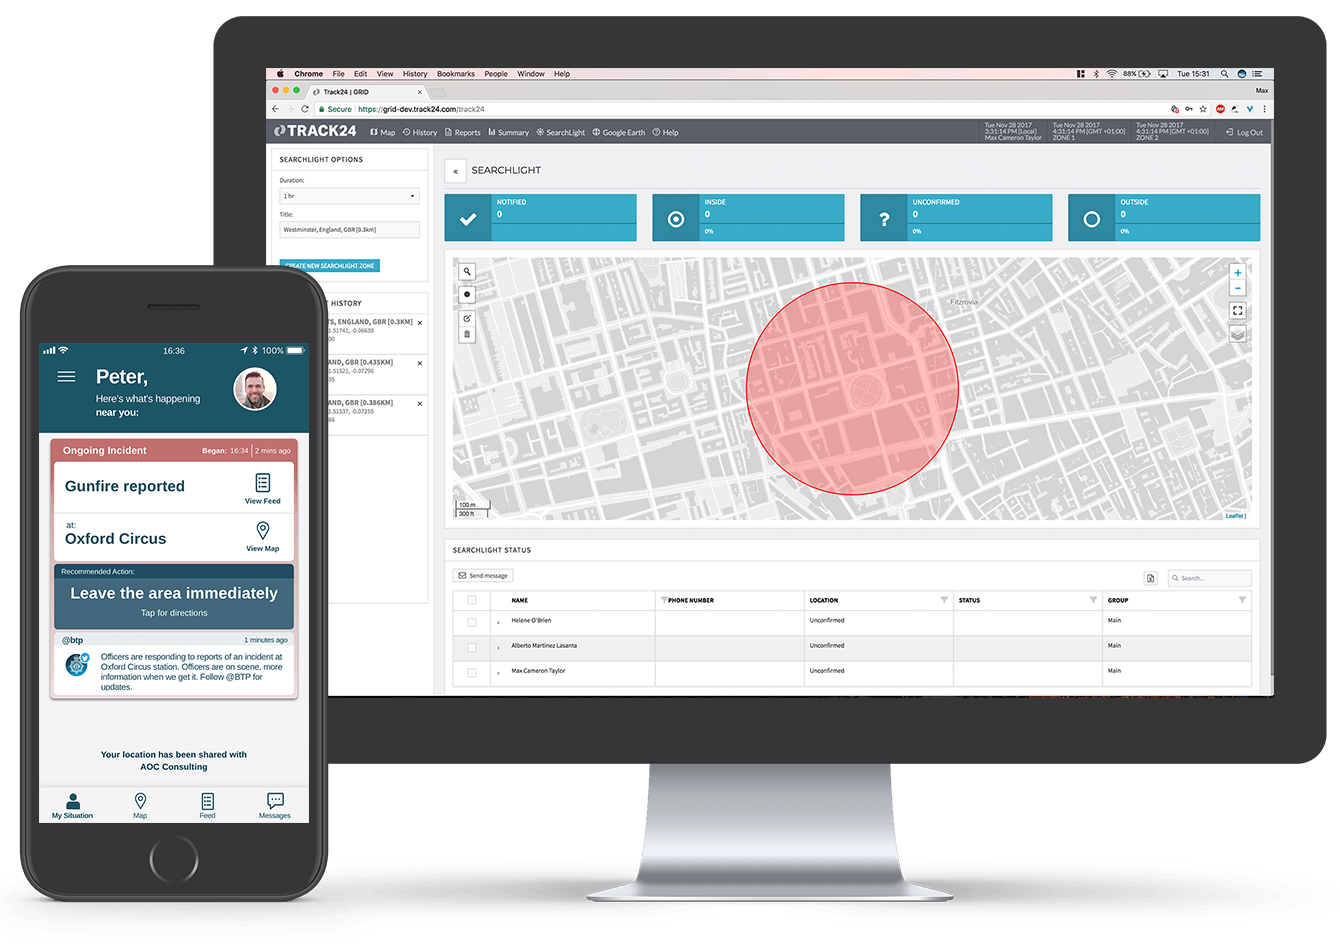 Chrome File Edit View History Bookmarks People Window Help
88% Tue 15:31
Track24 | GRID
Max
Secure https://grid-dev.track24.com/track24
TRACK24 Map History Reports Summary SearchLight Google Earth Help
Tue Nov 28 2017
3:31:14 PM [Local]
Max Cameron Taylor
Tue Nov 28 2017
4:31:14 PM [GMT +01:00]
ZONE 1
Tue Nov 28 2017
4:31:14 PM [GMT +01:00]
ZONE 2
Log Out
SEARCHLIGHT OPTIONS
Duration:
1 hr
Title:
Westminster, England, GBR [0.3km]
CREATE NEW SEARCHLIGHT ZONE
T HISTORY
TS, ENGLAND, GBR [0.3KM]
1.51741, -0.06639
00
AND, GBR [0.435KM]
1.51521, -0.07296
35
AND, GBR [0.386KM]
1.51537, -0.07255
86
« SEARCHLIGHT
NOTIFIED
0
INSIDE
0
0%
? UNCONFIRMED
0
0%
OUTSIDE
0
0%
Fitzrovia
+
−
100 m
300 ft
Leaflet |
SEARCHLIGHT STATUS
Send message
Search...
NAME PHONE NUMBER LOCATION STATUS GROUP
Helene O'Brien Unconfirmed Main
Alberto Martinez Lasanta Unconfirmed Main
Max Cameron Taylor Unconfirmed Main
16:36 100%
Peter,
Here's what's happening
near you:
Ongoing Incident Began: 16:34 | 2 mins ago
Gunfire reported
View Feed
at:
Oxford Circus
View Map
Recommended Action:
Leave the area immediately
Tap for directions
@btp 1 minutes ago
Officers are responding to reports of an incident at
Oxford Circus station. Officers are on scene, more
information when we get it. Follow @BTP for
updates.
Your location has been shared with
AOC Consulting
My Situation Map Feed Messages